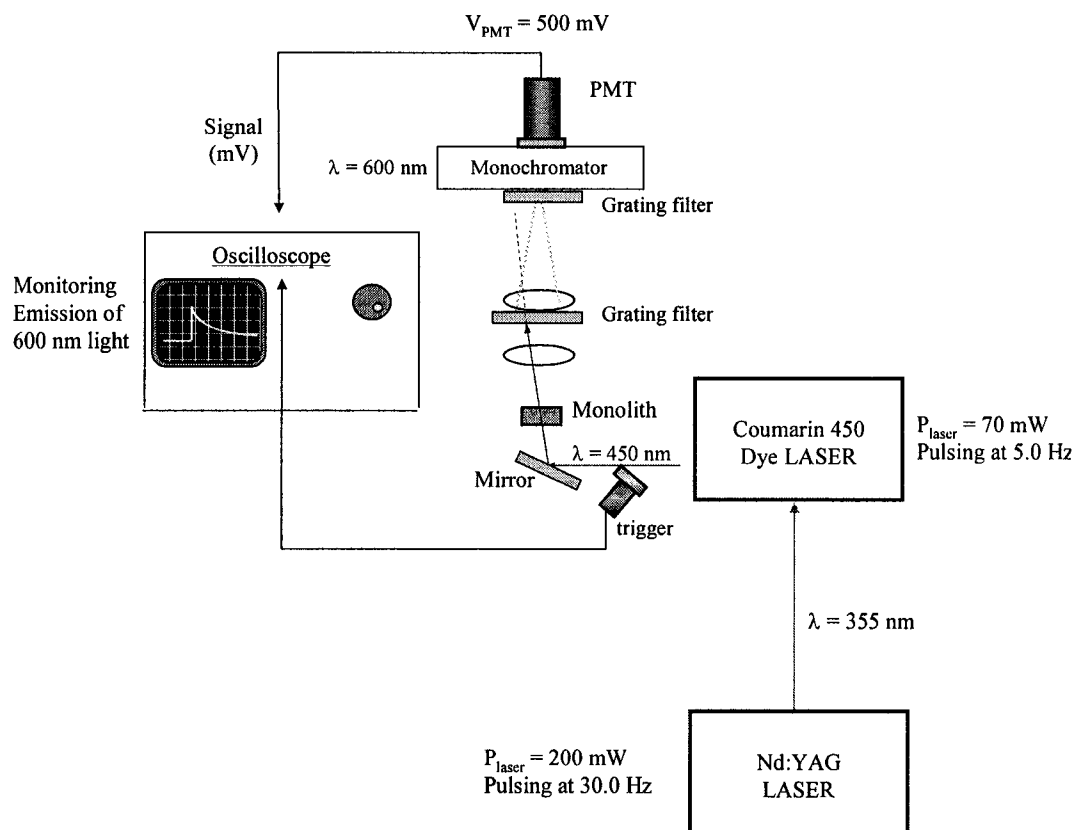 V_PMT = 500 mV
PMT
Signal
(mV)
λ = 600 nm
Monochromator
Grating filter
Oscilloscope
Monitoring
Emission of
600 nm light
Grating filter
Monolith
λ = 450 nm
Mirror
trigger
Coumarin 450
Dye LASER
P_laser = 70 mW
Pulsing at 5.0 Hz
λ = 355 nm
P_laser = 200 mW
Pulsing at 30.0 Hz
Nd:YAG
LASER